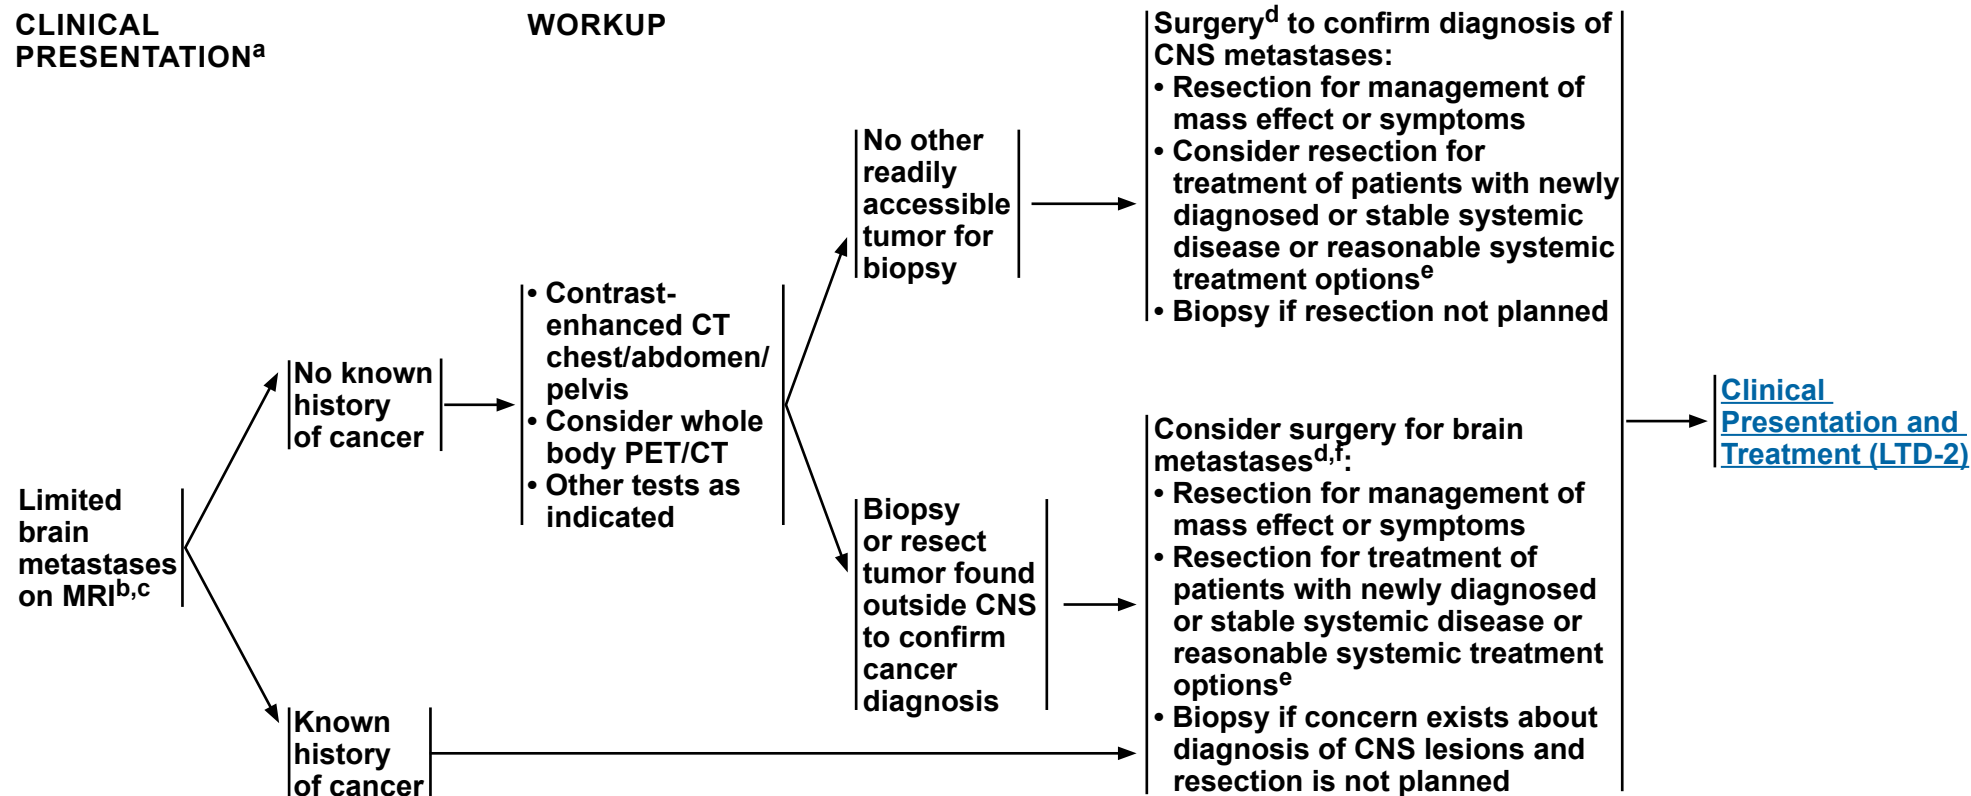 CLINICAL
PRESENTATIONa
WORKUP
Limited
brain
metastases
on MRIb,c
No known
history
of cancer
Known
history
of cancer
• Contrast-
enhanced CT
chest/abdomen/
pelvis
• Consider whole
body PET/CT
• Other tests as
indicated
No other
readily
accessible
tumor for
biopsy
Biopsy
or resect
tumor found
outside CNS
to confirm
cancer
diagnosis
Surgeryd to confirm diagnosis of
CNS metastases:
• Resection for management of
mass effect or symptoms
• Consider resection for
treatment of patients with newly
diagnosed or stable systemic
disease or reasonable systemic
treatment optionse
• Biopsy if resection not planned
Consider surgery for brain
metastasesd,f:
• Resection for management of
mass effect or symptoms
• Resection for treatment of
patients with newly diagnosed
or stable systemic disease or
reasonable systemic treatment
optionse
• Biopsy if concern exists about
diagnosis of CNS lesions and
resection is not planned
Clinical
Presentation and
Treatment (LTD-2)